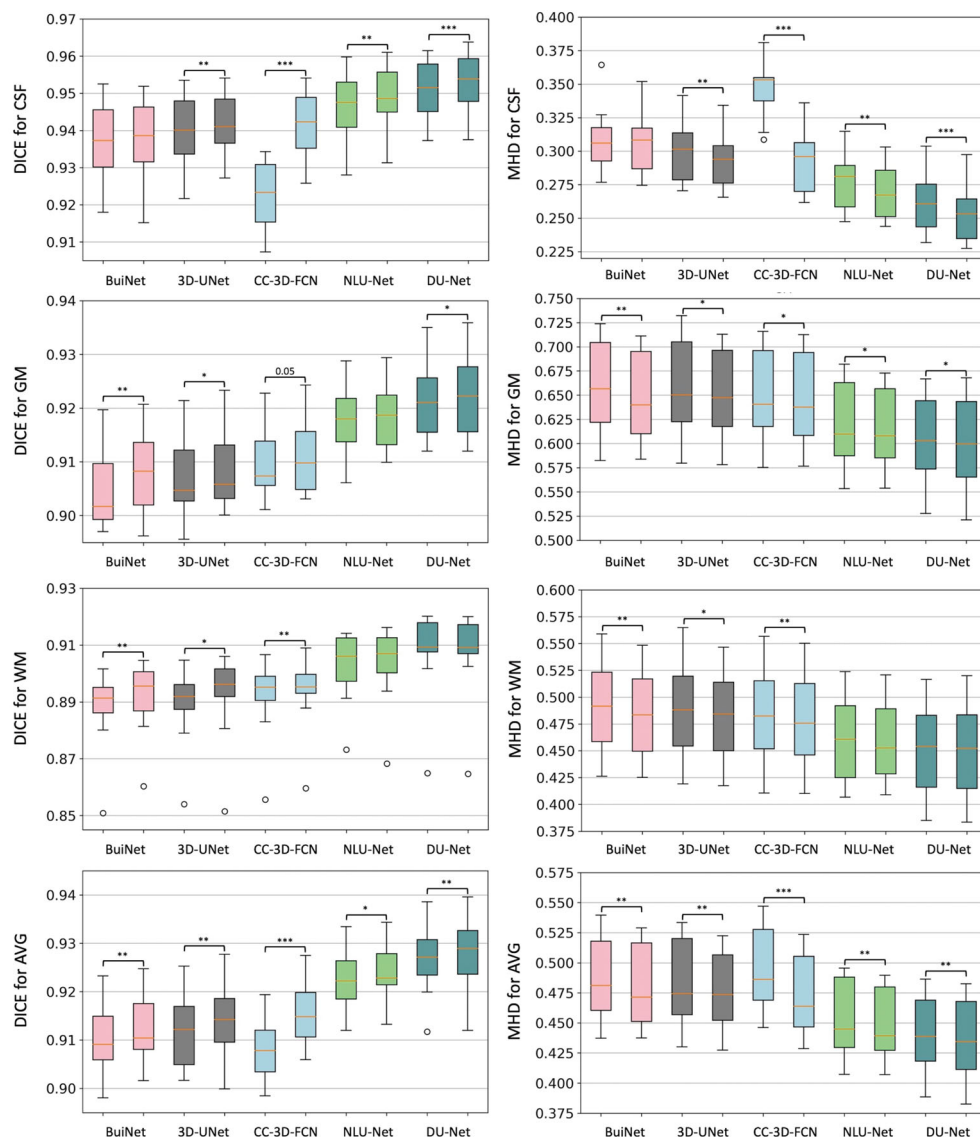 DICE for CSF
0.97
0.96
0.95
0.94
0.93
0.92
0.91
** *** ** ***
BuiNet 3D-UNet CC-3D-FCN NLU-Net DU-Net
MHD for CSF
0.400
0.375
0.350
0.325
0.300
0.275
0.250
0.225
** *** ** ***
BuiNet 3D-UNet CC-3D-FCN NLU-Net DU-Net
DICE for GM
0.94
0.93
0.92
0.91
0.90
** * 0.05 *
BuiNet 3D-UNet CC-3D-FCN NLU-Net DU-Net
MHD for GM
0.750
0.725
0.700
0.675
0.650
0.625
0.600
0.575
0.550
0.525
0.500
** * * * *
BuiNet 3D-UNet CC-3D-FCN NLU-Net DU-Net
DICE for WM
0.93
0.91
0.89
0.87
0.85
** * **
BuiNet 3D-UNet CC-3D-FCN NLU-Net DU-Net
MHD for WM
0.600
0.575
0.550
0.525
0.500
0.475
0.450
0.425
0.400
0.375
** * **
BuiNet 3D-UNet CC-3D-FCN NLU-Net DU-Net
DICE for AVG
0.94
0.93
0.92
0.91
0.90
** ** *** * **
BuiNet 3D-UNet CC-3D-FCN NLU-Net DU-Net
MHD for AVG
0.575
0.550
0.525
0.500
0.475
0.450
0.425
0.400
0.375
** ** *** ** **
BuiNet 3D-UNet CC-3D-FCN NLU-Net DU-Net